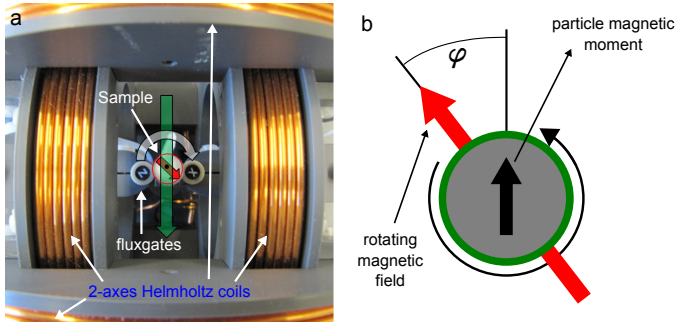 a
Sample
fluxgates
2-axes Helmholtz coils
b
particle magnetic
moment
φ
rotating
magnetic
field